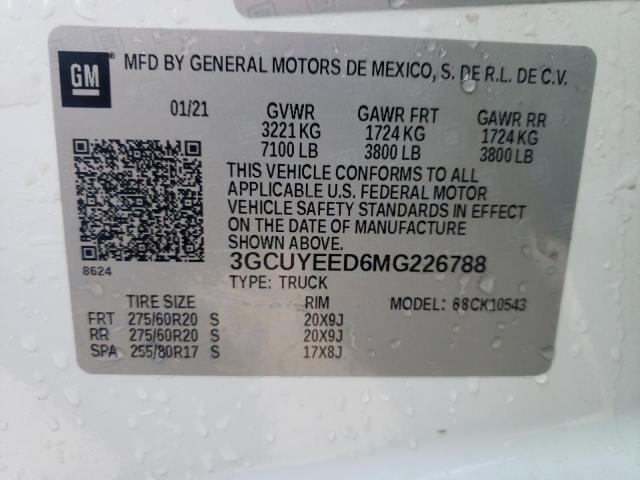 GM MFD BY GENERAL MOTORS DE MEXICO, S. DE R.L. DE C.V.
01/21 GVWR GAWR FRT GAWR RR
3221 KG 1724 KG 1724 KG
7100 LB 3800 LB 3800 LB
THIS VEHICLE CONFORMS TO ALL
APPLICABLE U.S. FEDERAL MOTOR
VEHICLE SAFETY STANDARDS IN EFFECT
ON THE DATE OF MANUFACTURE
SHOWN ABOVE.
8624 3GCUYEED6MG226788
TYPE: TRUCK
TIRE SIZE RIM MODEL: 68CK10543
FRT 275/60R20 S 20X9J
RR 275/60R20 S 20X9J
SPA 255/80R17 S 17X8J